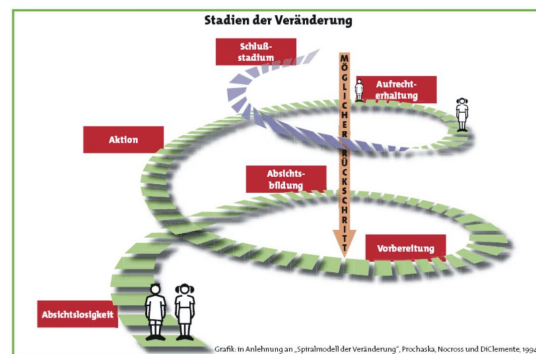 Stadien der Veränderung
Schluß-
stadium
MÖGLICHER RÜCKSCHRITT
Aufrecht-
erhaltung
Aktion
Absichts-
bildung
Vorbereitung
Absichtslosigkeit
Grafik: In Anlehnung an „Spiralmodell der Veränderung“, Prochaska, Nocross und DiClemente, 1994